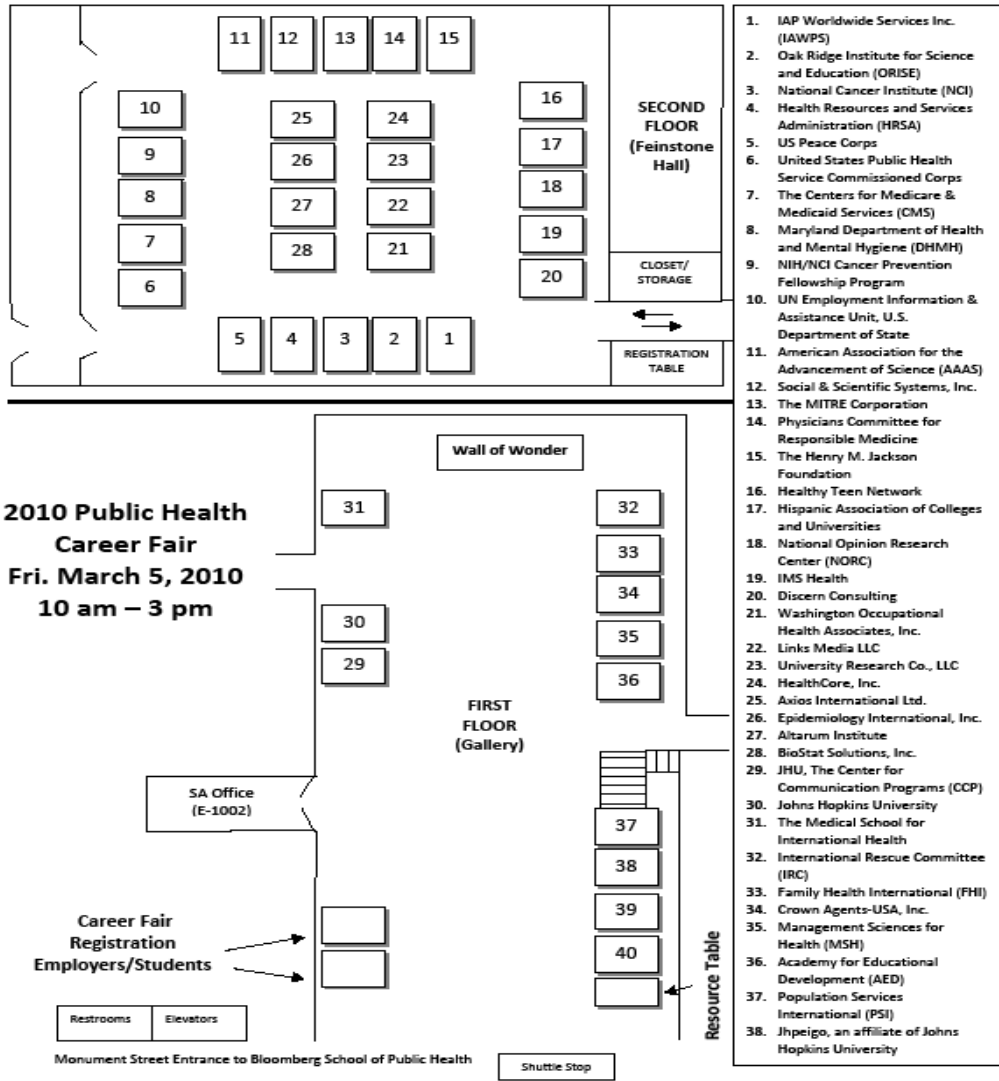 11 12 13 14 15
10
9
8
7
6
25 24
26 23
27 22
28 21
16
17
18
19
20
5 4 3 2 1
SECOND
FLOOR
(Feinstone
Hall)
CLOSET/
STORAGE
REGISTRATION
TABLE
2010 Public Health
Career Fair
Fri. March 5, 2010
10 am – 3 pm
Wall of Wonder
31
30
29
32
33
34
35
36
FIRST
FLOOR
(Gallery)
SA Office
(E-1002)
37
38
39
40
Career Fair
Registration
Employers/Students
Resource Table
Restrooms Elevators
Monument Street Entrance to Bloomberg School of Public Health
Shuttle Stop
1. IAP Worldwide Services Inc.
(IAWPS)
2. Oak Ridge Institute for Science
and Education (ORISE)
3. National Cancer Institute (NCI)
4. Health Resources and Services
Administration (HRSA)
5. US Peace Corps
6. United States Public Health
Service Commissioned Corps
7. The Centers for Medicare &
Medicaid Services (CMS)
8. Maryland Department of Health
and Mental Hygiene (DHMH)
9. NIH/NCI Cancer Prevention
Fellowship Program
10. UN Employment Information &
Assistance Unit, U.S.
Department of State
11. American Association for the
Advancement of Science (AAAS)
12. Social & Scientific Systems, Inc.
13. The MITRE Corporation
14. Physicians Committee for
Responsible Medicine
15. The Henry M. Jackson
Foundation
16. Healthy Teen Network
17. Hispanic Association of Colleges
and Universities
18. National Opinion Research
Center (NORC)
19. IMS Health
20. Discern Consulting
21. Washington Occupational
Health Associates, Inc.
22. Links Media LLC
23. University Research Co., LLC
24. HealthCore, Inc.
25. Axios International Ltd.
26. Epidemiology International, Inc.
27. Altarum Institute
28. BioStat Solutions, Inc.
29. JHU, The Center for
Communication Programs (CCP)
30. Johns Hopkins University
31. The Medical School for
International Health
32. International Rescue Committee
(IRC)
33. Family Health International (FHI)
34. Crown Agents-USA, Inc.
35. Management Sciences for
Health (MSH)
36. Academy for Educational
Development (AED)
37. Population Services
International (PSI)
38. Jhpeigo, an affiliate of Johns
Hopkins University